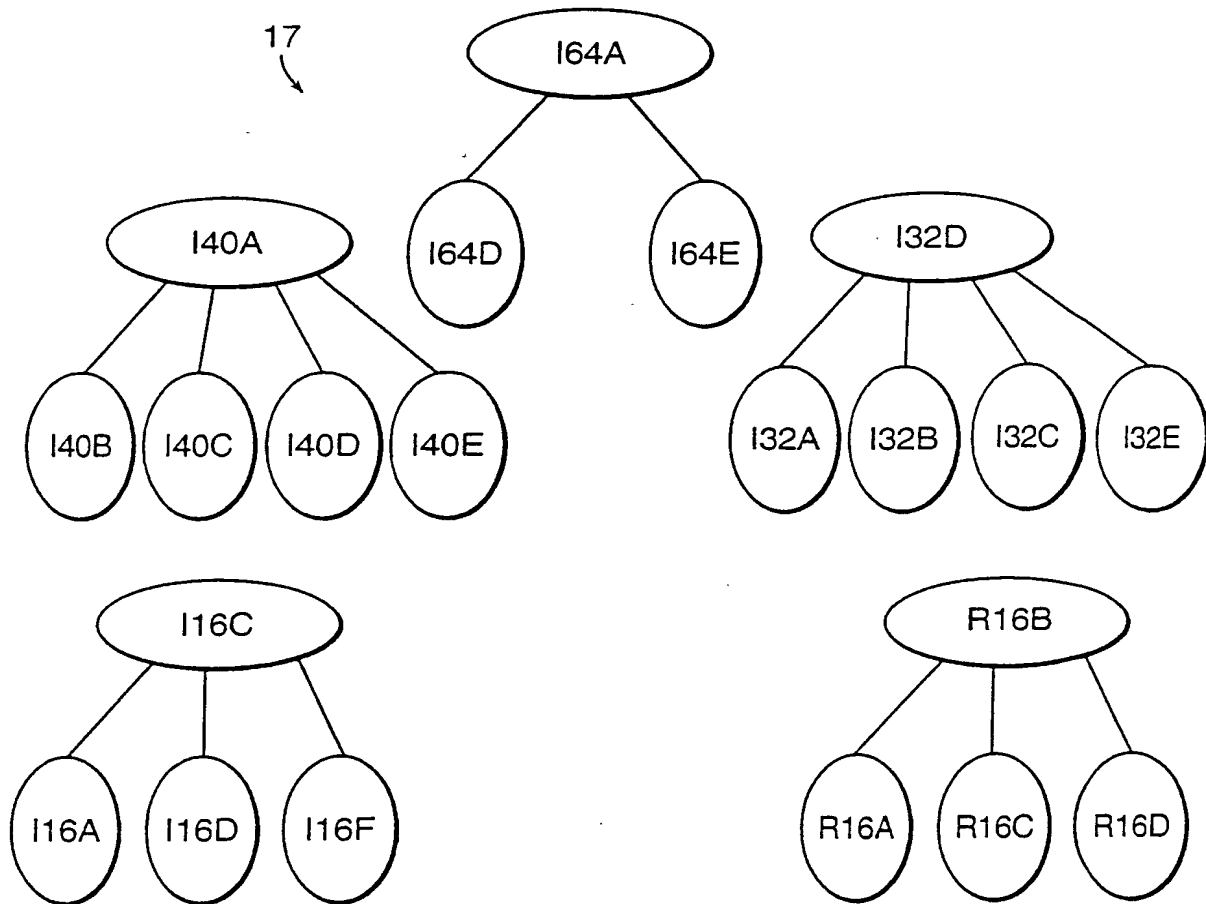 17
I64A
I40A
I64D
I64E
I32D
I40B
I40C
I40D
I40E
I32A
I32B
I32C
I32E
I16C
R16B
I16A
I16D
I16F
R16A
R16C
R16D